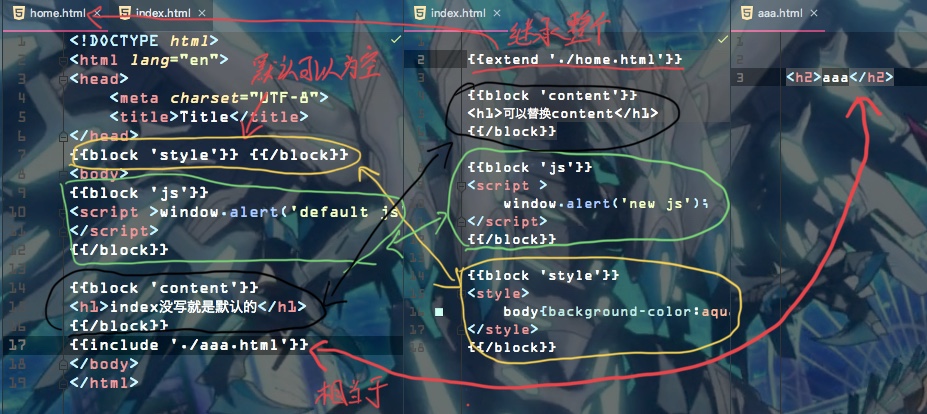 home.html ×
index.html ×
1 <!DOCTYPE html>
2 <html lang="en">
3 <head>
4 <meta charset="UTF-8">
5 <title>Title</title>
6 </head>
7 {{block 'style'}} {{/block}}
8 <body>
9 {{block 'js'}}
10 <script >window.alert('default js
11 </script>
12 {{/block}}
13
14 {{block 'content'}}
<h1>index没写就是默认的</h1>
16 {{/block}}
17 {{include './aaa.html'}}
18 </body>
19 </html>
默认可以为空
相当于
index.html ×
继承整个
2 {{extend './home.html'}}
{{block 'content'}}
<h1>可以替换content</h1>
{{/block}}
{{block 'js'}}
<script >
window.alert('new js');
</script>
{{/block}}
{{block 'style'}}
<style>
body{background-color:aqu
</style>
{{/block}}
aaa.html ×
1
2
3 <h2>aaa</h2>